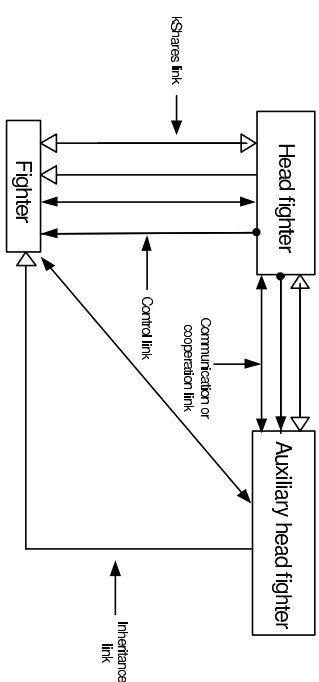 kShares link
Head fighter
Fighter
Control link
Communication or
cooperation link
Auxiliary head fighter
Inheritance
link